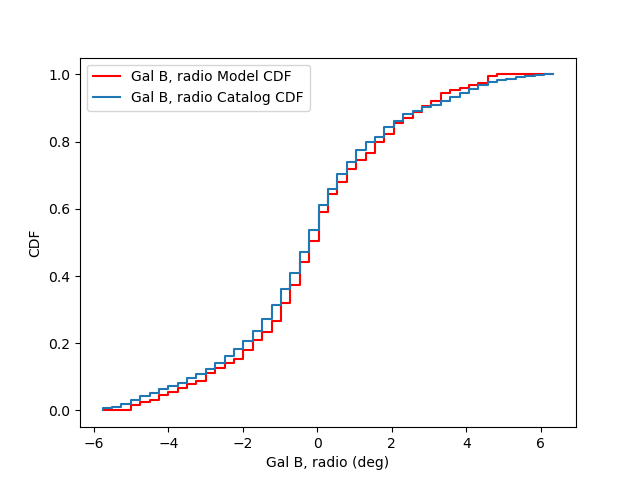 Gal B, radio Model CDF
Gal B, radio Catalog CDF
1.0
0.8
0.6
0.4
0.2
0.0
CDF
−6 −4 −2 0 2 4 6
Gal B, radio (deg)